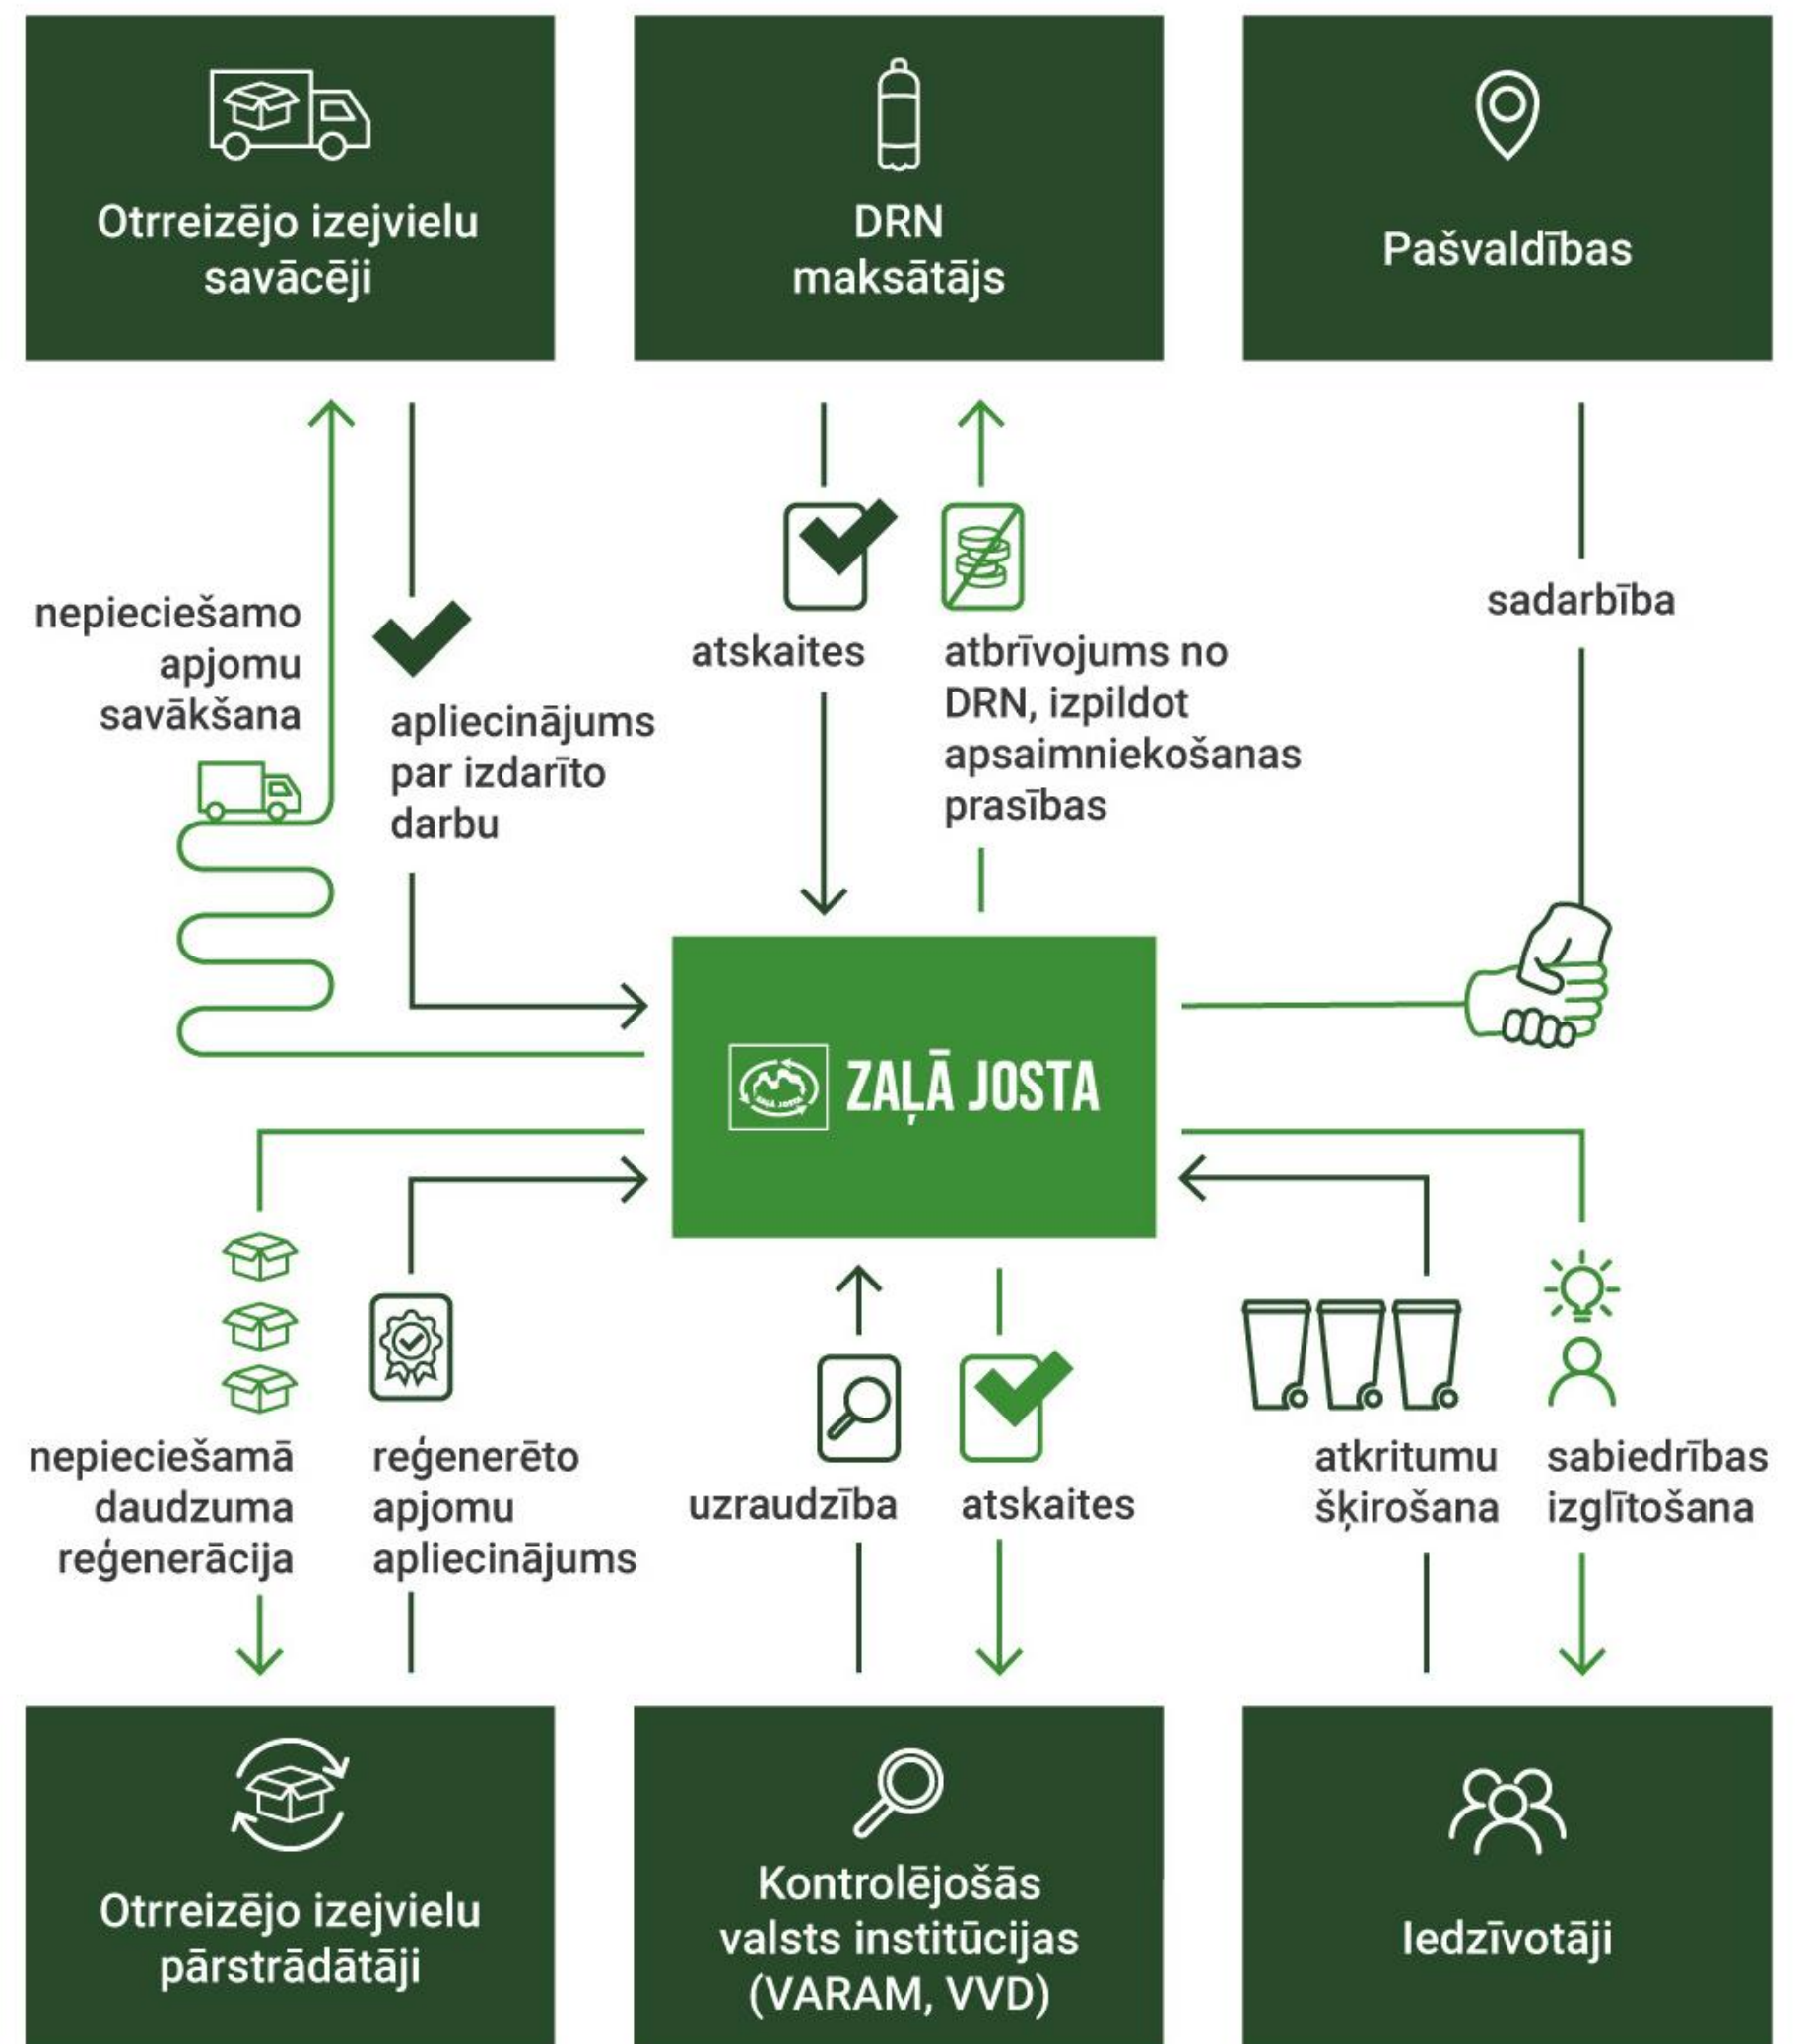 Otrreizējo izejvielu
savācēji
DRN
maksātājs
Pašvaldības
nepieciešamo
apjomu
savākšana
apliecinājums
par izdarīto
darbu
atskaites
atbrīvojums no
DRN, izpildot
apsaimniekošanas
prasības
sadarbība
ZAĻĀ JOSTA
ZAĻĀ JOSTA
nepieciešamā
daudzuma
reģenerācija
reģenerēto
apjomu
apliecinājums
uzraudzība
atskaites
atkritumu
šķirošana
sabiedrības
izglītošana
Otrreizējo izejvielu
pārstrādātāji
Kontrolējošās
valsts institūcijas
(VARAM, VVD)
Iedzīvotāji